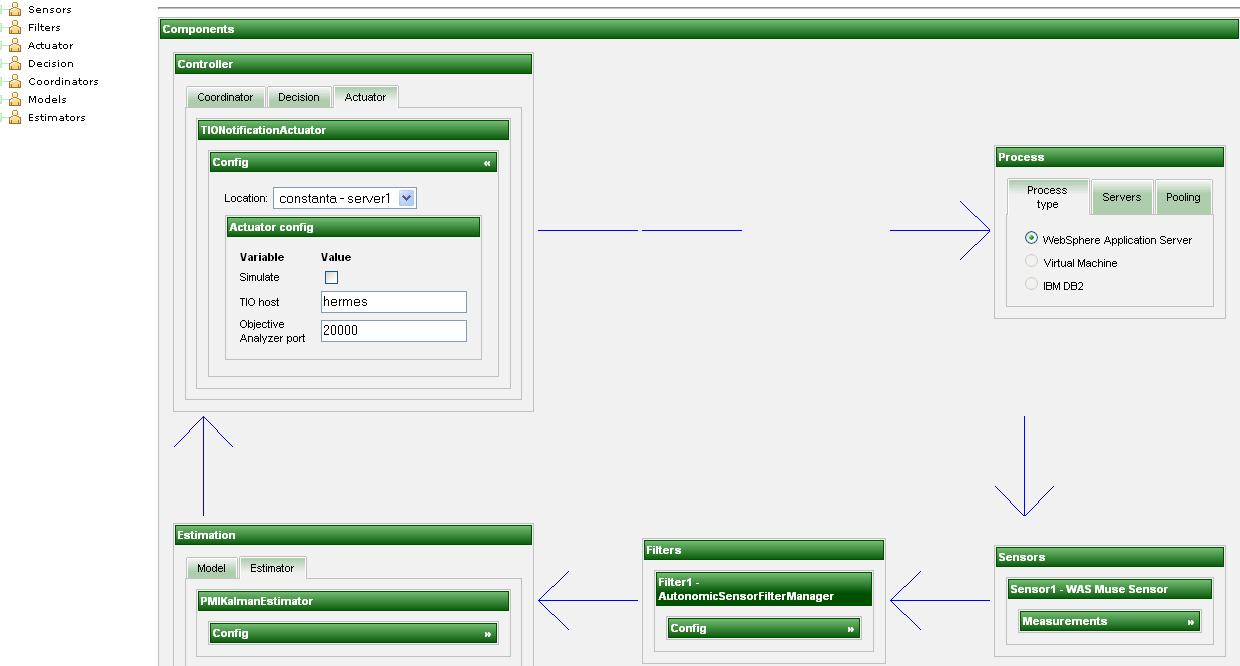 Sensors
Filters
Actuator
Decision
Coordinators
Models
Estimators
Components
Controller
Coordinator Decision Actuator
TIONotificationActuator
Config «
Location: constanta - server1
Actuator config
Variable Value
Simulate
TIO host hermes
Objective
Analyzer port 20000
Process
Process
type Servers Pooling
WebSphere Application Server
Virtual Machine
IBM DB2
Estimation
Model Estimator
PMIKalmanEstimator
Config »
Filters
Filter1 -
AutonomicSensorFilterManager
Config »
Sensors
Sensor1 - WAS Muse Sensor
Measurements »